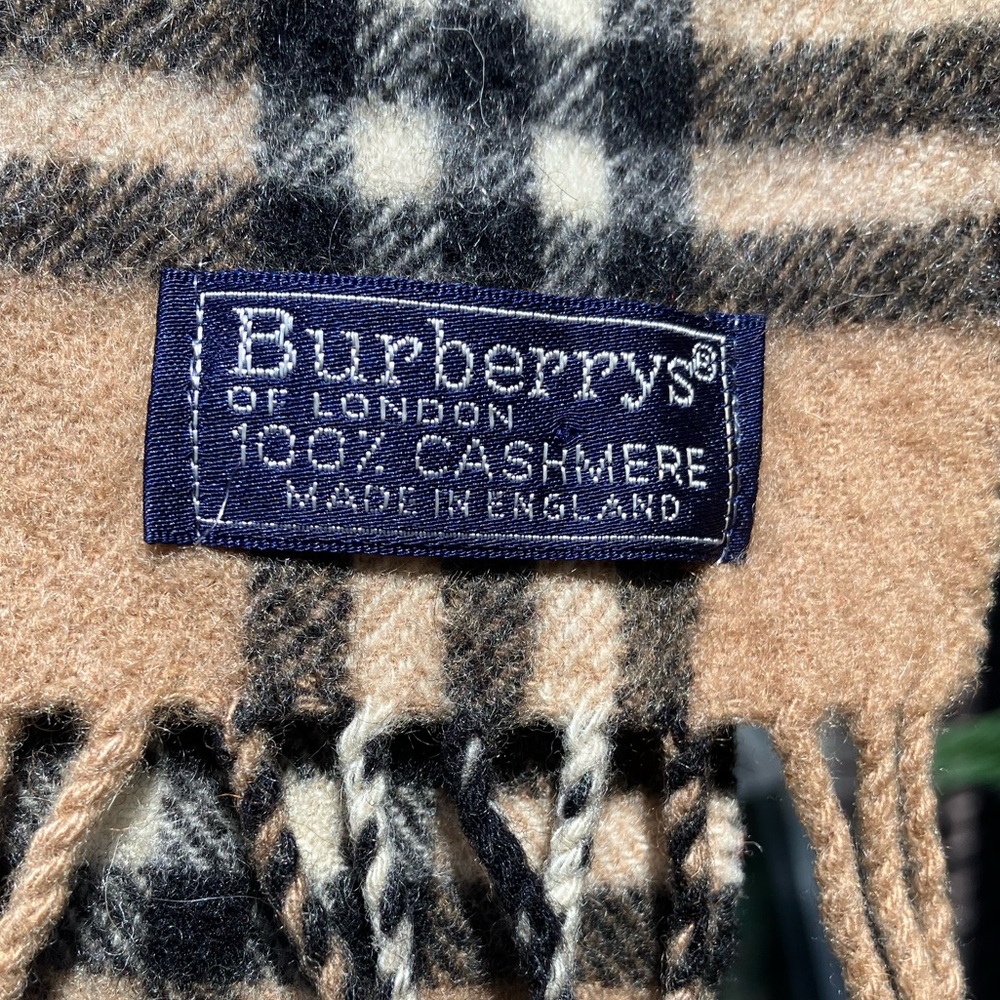 Burberrys®
OF LONDON
100% CASHMERE
MADE IN ENGLAND